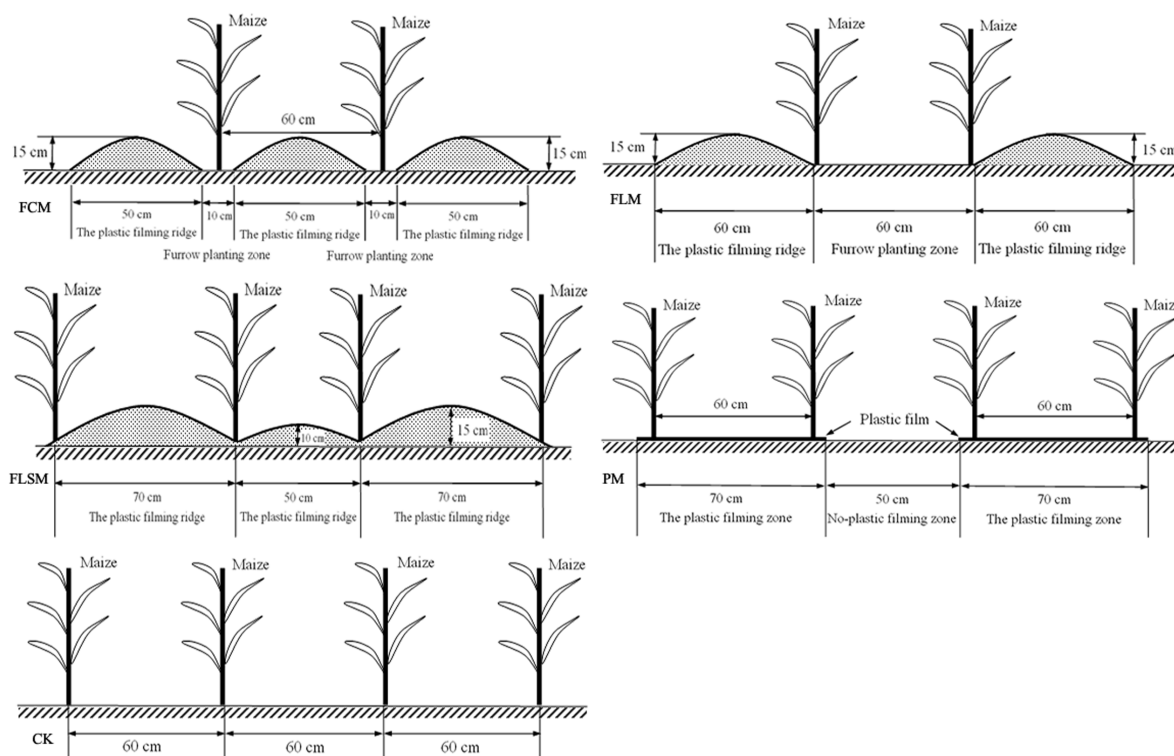 Maize
Maize
60 cm
15 cm
15 cm
FCM
50 cm
10 cm
50 cm
10 cm
50 cm
The plastic filming ridge
The plastic filming ridge
The plastic filming ridge
Furrow planting zone
Furrow planting zone
Maize
Maize
15 cm
15 cm
FLM
60 cm
60 cm
60 cm
The plastic filming ridge
Furrow planting zone
The plastic filming ridge
Maize
Maize
Maize
Maize
10 cm
15 cm
FLSM
70 cm
50 cm
70 cm
The plastic filming ridge
The plastic filming ridge
The plastic filming ridge
Maize
Maize
Maize
Maize
60 cm
60 cm
Plastic film
PM
70 cm
50 cm
70 cm
The plastic filming zone
No-plastic filming zone
The plastic filming zone
Maize
Maize
Maize
Maize
CK
60 cm
60 cm
60 cm